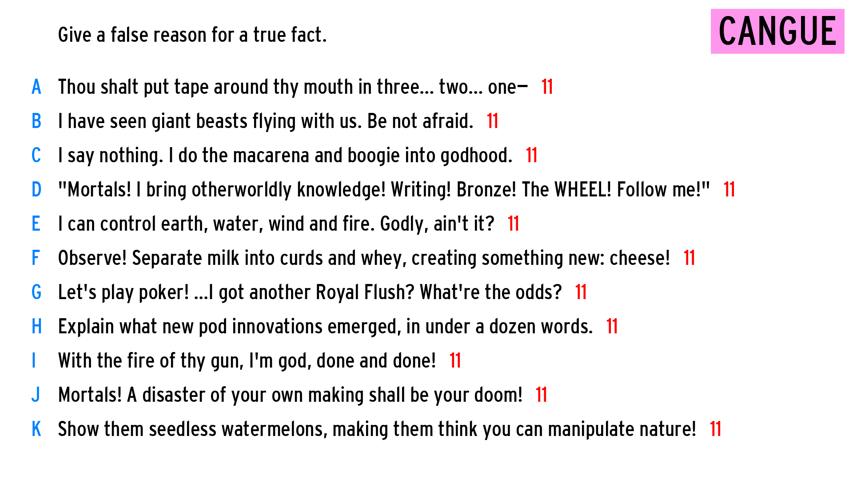 Give a false reason for a true fact.
CANGUE
A Thou shalt put tape around thy mouth in three... two... one— 11
B I have seen giant beasts flying with us. Be not afraid. 11
C I say nothing. I do the macarena and boogie into godhood. 11
D "Mortals! I bring otherworldly knowledge! Writing! Bronze! The WHEEL! Follow me!" 11
E I can control earth, water, wind and fire. Godly, ain't it? 11
F Observe! Separate milk into curds and whey, creating something new: cheese! 11
G Let's play poker! ...I got another Royal Flush? What're the odds? 11
H Explain what new pod innovations emerged, in under a dozen words. 11
I With the fire of thy gun, I'm god, done and done! 11
J Mortals! A disaster of your own making shall be your doom! 11
K Show them seedless watermelons, making them think you can manipulate nature! 11